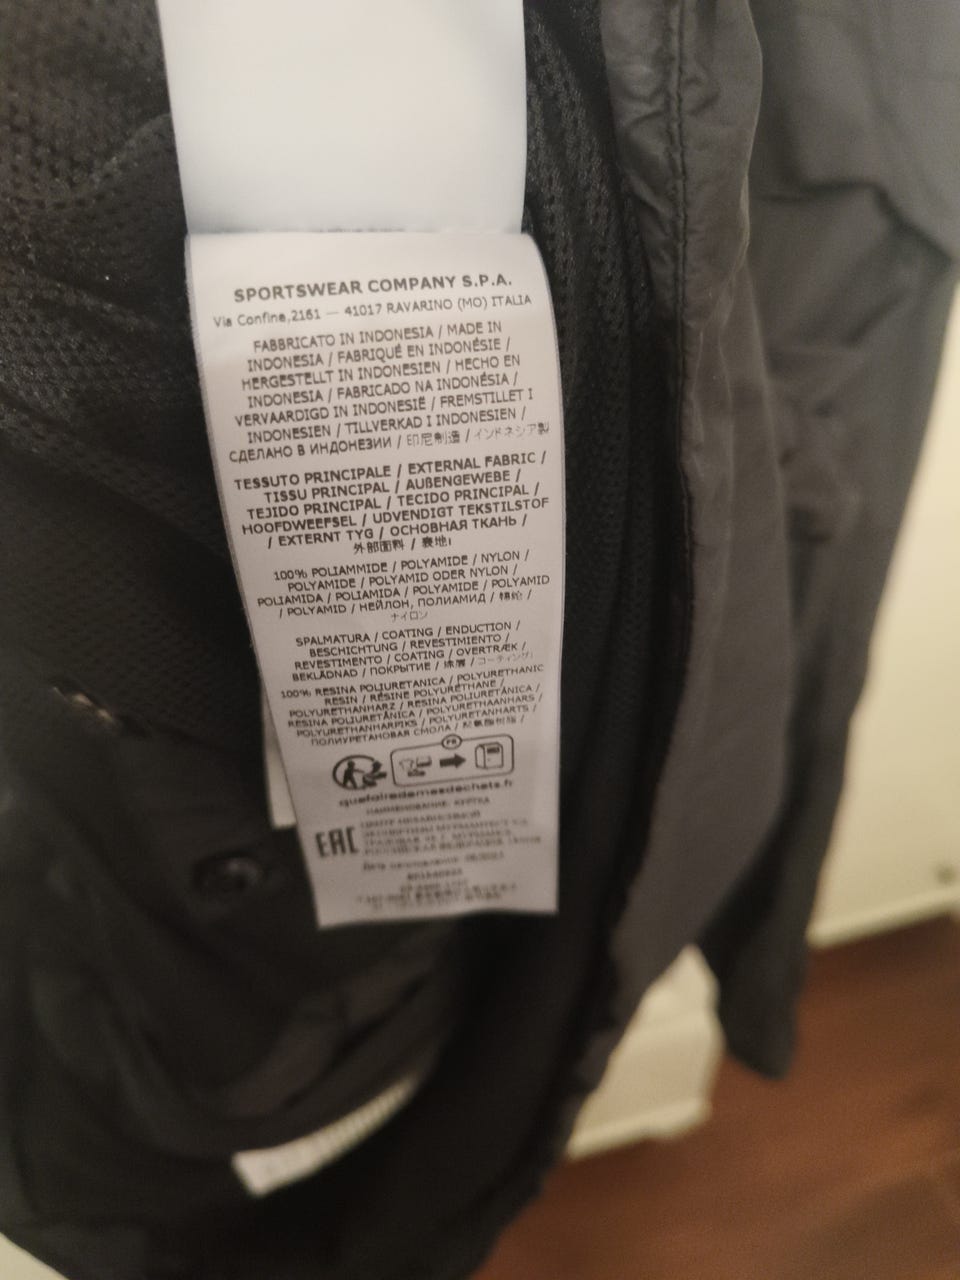 SPORTSWEAR COMPANY S.P.A.
Via Confine,2161 — 41017 RAVARINO (MO) ITALIA
FABBRICATO IN INDONESIA / MADE IN
INDONESIA / FABRIQUÉ EN INDONÉSIE /
HERGESTELLT IN INDONESIEN / HECHO EN
INDONESIA / FABRICADO NA INDONÉSIA /
VERVAARDIGD IN INDONESIË / FREMSTILLET I
INDONESIEN / TILLVERKAD I INDONESIEN /
СДЕЛАНО В ИНДОНЕЗИИ / 印尼制造 / インドネシア製
TESSUTO PRINCIPALE / EXTERNAL FABRIC /
TISSU PRINCIPAL / AUßENGEWEBE /
TEJIDO PRINCIPAL / TECIDO PRINCIPAL /
HOOFDWEEFSEL / UDVENDIGT TEKSTILSTOF
/ EXTERNT TYG / ОСНОВНАЯ ТКАНЬ /
外部面料 / 表地
100% POLIAMMIDE / POLYAMIDE / NYLON /
POLYAMIDE / POLYAMID ODER NYLON /
POLIAMIDA / POLIAMIDA / POLYAMIDE / POLYAMID
/ POLYAMID / НЕЙЛОН, ПОЛИАМИД / 锦纶 /
ナイロン
SPALMATURA / COATING / ENDUCTION /
BESCHICHTUNG / REVESTIMIENTO /
REVESTIMENTO / COATING / OVERTRÆK /
BEKLÄDNAD / ПОКРЫТИЕ / 涂层 / コーティング
100% RESINA POLIURETANICA / POLYURETHANIC
RESIN / RÉSINE POLYURÉTHANE /
POLYURETHANHARZ / RESINA POLIURETÁNICA /
RESINA POLIURETÂNICA / POLYURETHAANHARS /
POLYURETHANHARPIKS / POLYURETANHARTS /
ПОЛИУРЕТАНОВАЯ СМОЛА / 聚氨酯树脂 /
FR
quefairedemesdechets.fr
НАИМЕНОВАНИЕ: КУРТКА
EAC